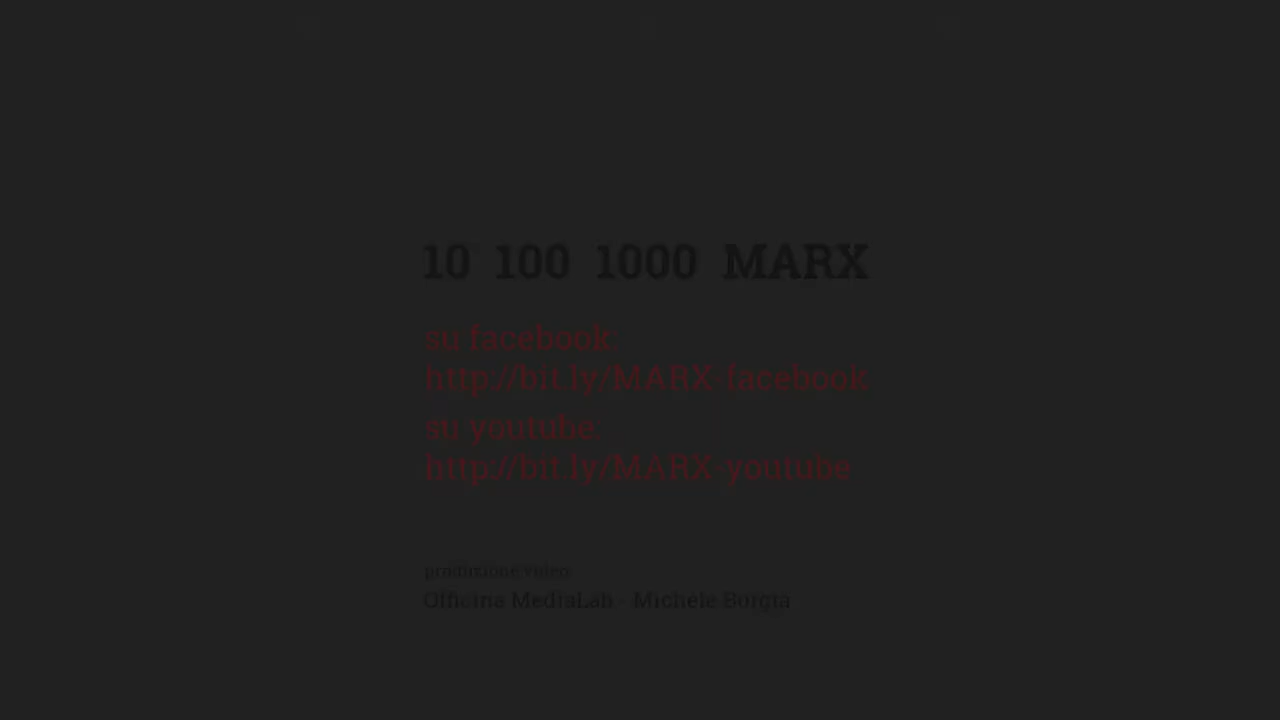 10 100 1000 MARX
su facebook:
http://bit.ly/MARX-facebook
su youtube:
http://bit.ly/MARX-youtube
produzione video:
Officina MediaLab - Michele Borgia